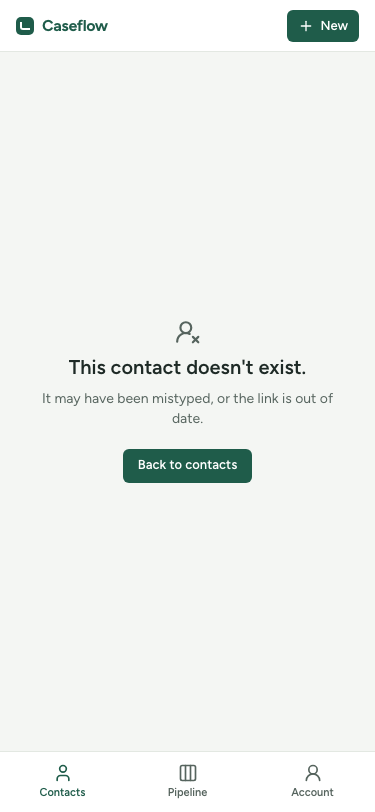 Caseflow
New
This contact doesn't exist.
It may have been mistyped, or the link is out of
date.
Back to contacts
Contacts
Pipeline
Account